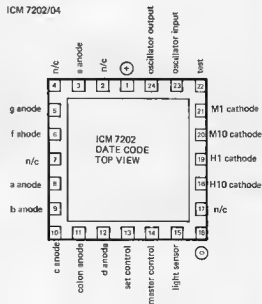 ICM 7202/04
n/c
anode
n/c
+
oscillator output
oscillator input
test
4 3 2 1 24 23 22
g anode 5
f anode 6
n/c 7
a anode 8
b anode 9
ICM 7202
DATE CODE
TOP VIEW
21 M1 cathode
20 M10 cathode
19 H1 cathode
18 H10 cathode
17 n/c
10 11 12 13 14 15 16
c anode
colon anode
d anode
set control
master control
light sensor
−